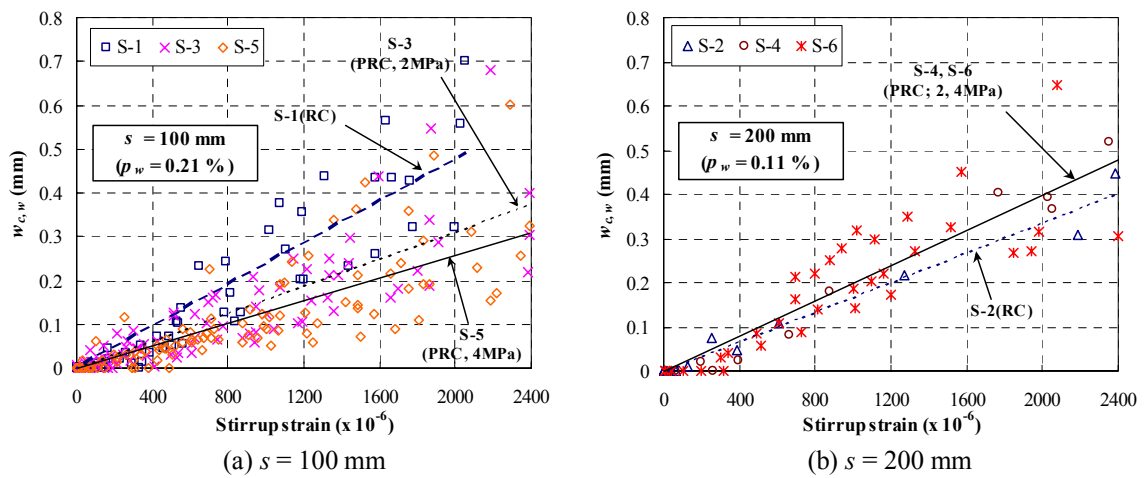 0.8
0.7
0.6
0.5
0.4
0.3
0.2
0.1
0
w c,w (mm)
S-1 S-3 S-5
S-3
(PRC, 2MPa)
S-1(RC)
s = 100 mm
(p w = 0.21 %)
S-5
(PRC, 4MPa)
0 400 800 1200 1600 2000 2400
Stirrup strain (x 10-6)
(a) s = 100 mm
0.8
0.7
0.6
0.5
0.4
0.3
0.2
0.1
0
w c,w (mm)
S-2 S-4 S-6
S-4, S-6
(PRC; 2, 4MPa)
s = 200 mm
(p w = 0.11 %)
S-2(RC)
0 400 800 1200 1600 2000 2400
Stirrup strain (x 10-6)
(b) s = 200 mm